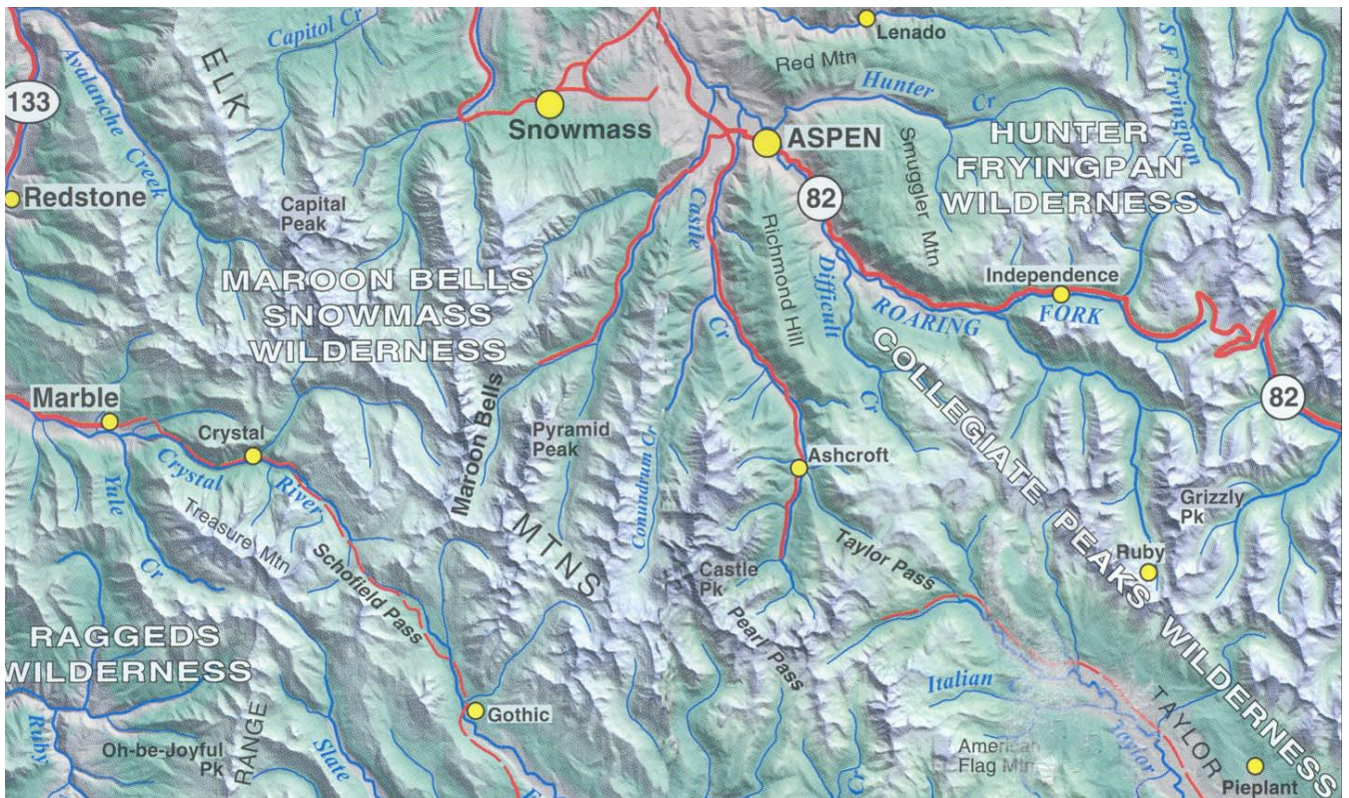 Capitol Cr
Lenado
Red Mtn
S Fryingpan
ELK
Avalanche
Creek
133
Hunter
Cr
Snowmass
ASPEN
HUNTER
FRYINGPAN
WILDERNESS
Smuggler Mtn
82
Redstone
Capital
Peak
Castle
Cr
Richmond Hill
Difficult
Cr
Independence
MAROON BELLS
SNOWMASS
WILDERNESS
ROARING
FORK
COLLEGIATE PEAKS WILDERNESS
82
Marble
Maroon Bells
Crystal
Pyramid
Peak
Conundrum Cr
Ashcroft
Crystal
River
Yule
Cr
Treasure Mtn
Grizzly
Pk
MTNS
Schofield Pass
Taylor Pass
Ruby
Castle
Pk
Pearl Pass
RAGGEDS
WILDERNESS
Italian
Gothic
RANGE
TAYLOR
Taylor
Ruby
Oh-be-Joyful
Pk
Slate
American
Flag Mtn
Cr
Pieplant